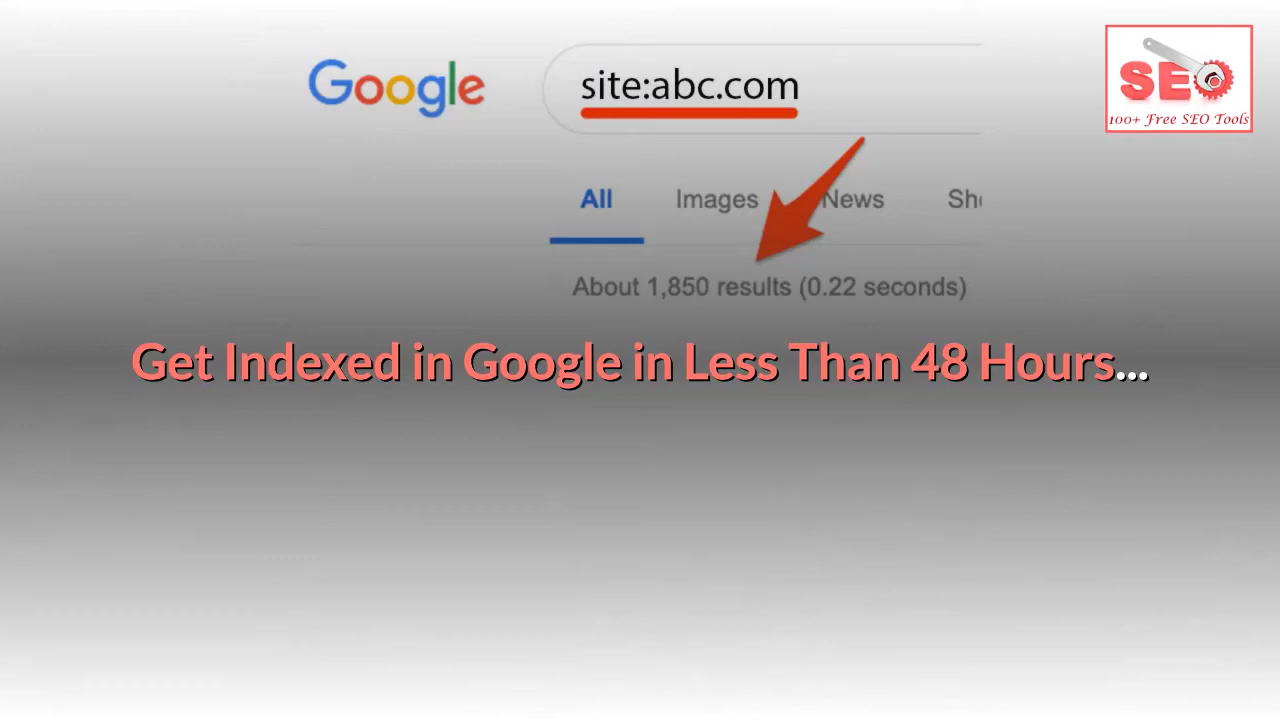 Google
site:abc.com
SEO
100+ Free SEO Tools
All Images News
About 1,850 results (0.22 seconds)
Get Indexed in Google in Less Than 48 Hours...